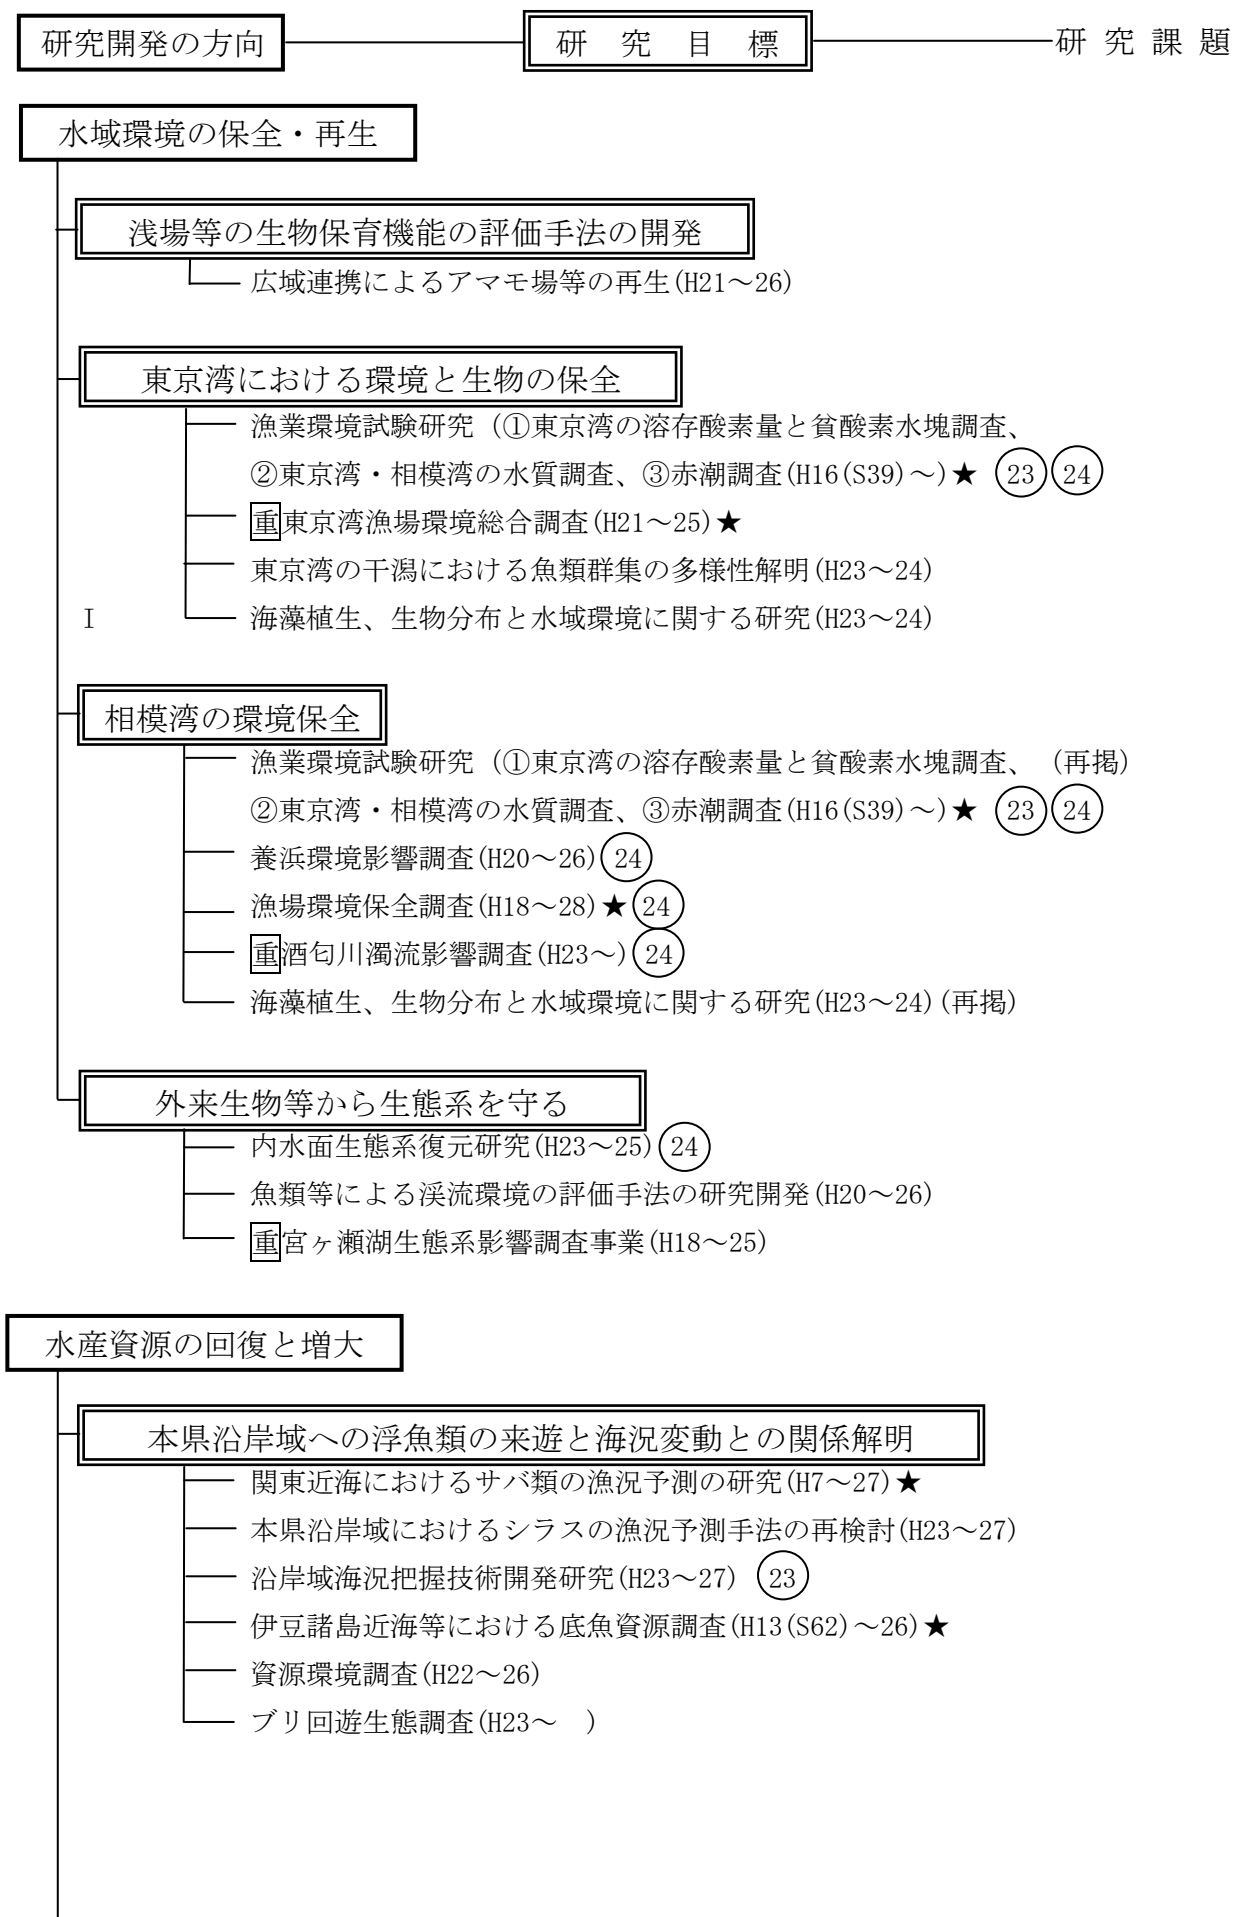 研究開発の方向 研究目標 研究課題
水域環境の保全・再生
浅場等の生物保育機能の評価手法の開発
広域連携によるアマモ場等の再生(H21～26)
東京湾における環境と生物の保全
漁業環境試験研究（①東京湾の溶存酸素量と貧酸素水塊調査、
②東京湾・相模湾の水質調査、③赤潮調査(H16(S39)～)★ 23 24
重東京湾漁場環境総合調査(H21～25)★
東京湾の干潟における魚類群集の多様性解明(H23～24)
I 海藻植生、生物分布と水域環境に関する研究(H23～24)
相模湾の環境保全
漁業環境試験研究（①東京湾の溶存酸素量と貧酸素水塊調査、（再掲）
②東京湾・相模湾の水質調査、③赤潮調査(H16(S39)～)★ 23 24
養浜環境影響調査(H20～26) 24
漁場環境保全調査(H18～28)★ 24
重酒匂川濁流影響調査(H23～) 24
海藻植生、生物分布と水域環境に関する研究(H23～24)(再掲)
外来生物等から生態系を守る
内水面生態系復元研究(H23～25) 24
魚類等による渓流環境の評価手法の研究開発(H20～26)
重宮ヶ瀬湖生態系影響調査事業(H18～25)
水産資源の回復と増大
本県沿岸域への浮魚類の来遊と海況変動との関係解明
関東近海におけるサバ類の漁況予測の研究(H7～27)★
本県沿岸域におけるシラスの漁況予測手法の再検討(H23～27)
沿岸域海況把握技術開発研究(H23～27) 23
伊豆諸島近海等における底魚資源調査(H13(S62)～26)★
資源環境調査(H22～26)
ブリ回遊生態調査(H23～　)